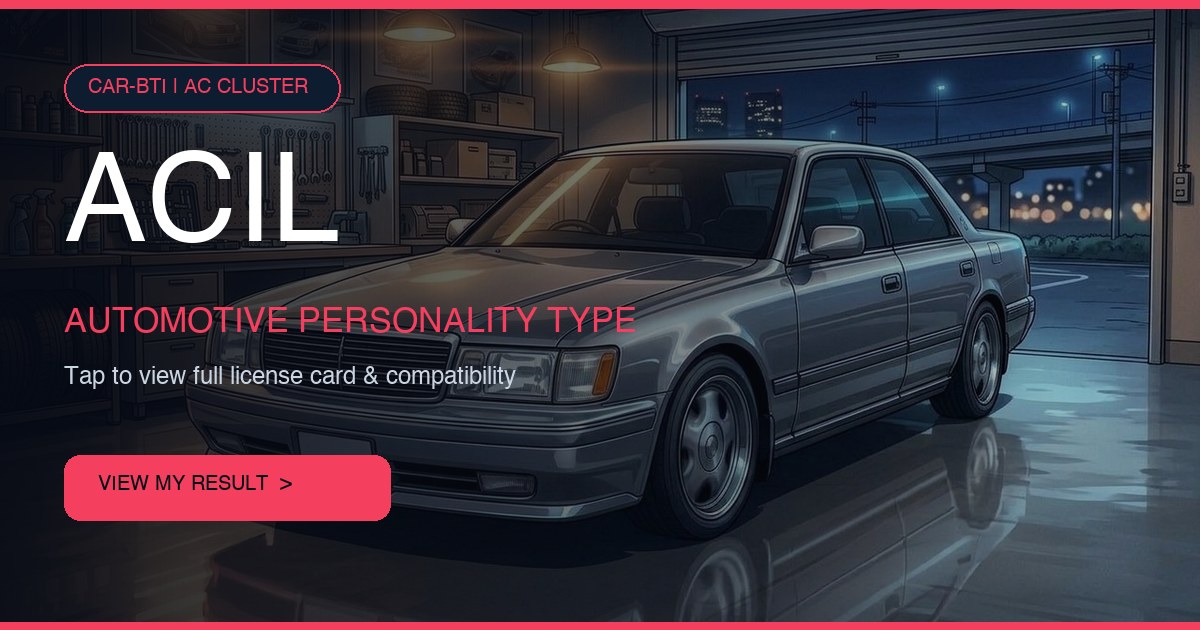 CAR-BTI | AC CLUSTER
ACIL
AUTOMOTIVE PERSONALITY TYPE
Tap to view full license card & compatibility
VIEW MY RESULT >